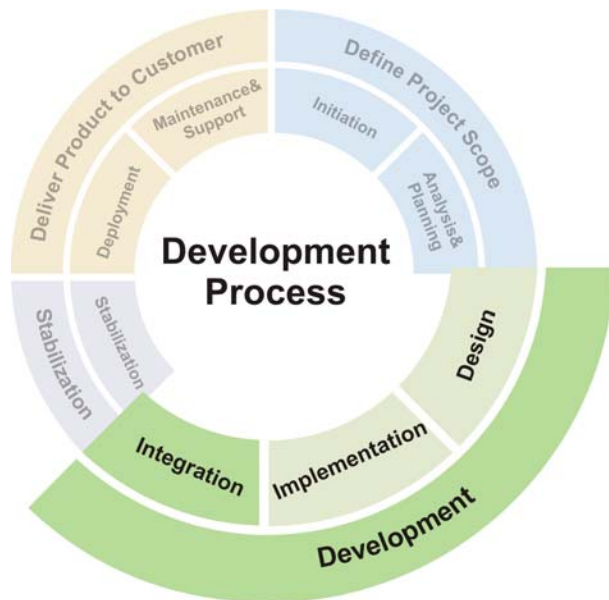 Development
Process
Define Project Scope
Initiation
Analysis&
Planning
Development
Design
Implementation
Integration
Stabilization
Stabilization
Deliver Product to Customer
Deployment
Maintenance&
Support